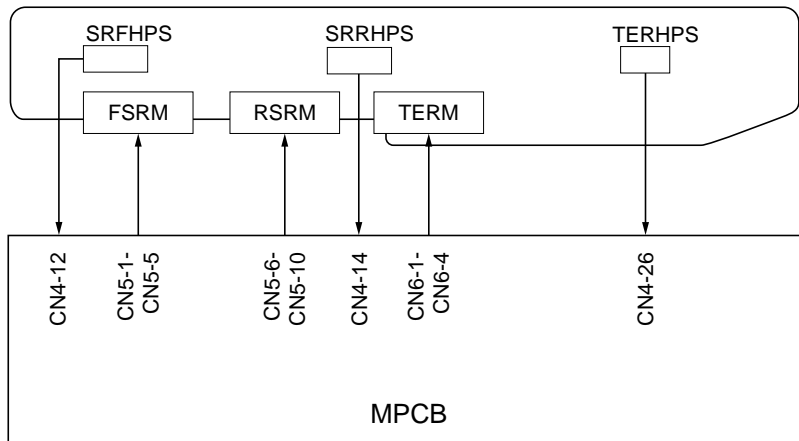 SRFHPS
SRRHPS
TERHPS
FSRM
RSRM
TERM
CN4-12
CN5-1-
CN5-5
CN5-6-
CN5-10
CN4-14
CN6-1-
CN6-4
CN4-26
MPCB